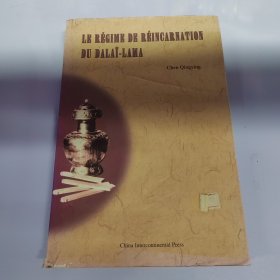 LE RÉGIME DE RÉINCARNATION
DU DALAÏ-LAMA
Chen Qingying
China Intercontinental Press